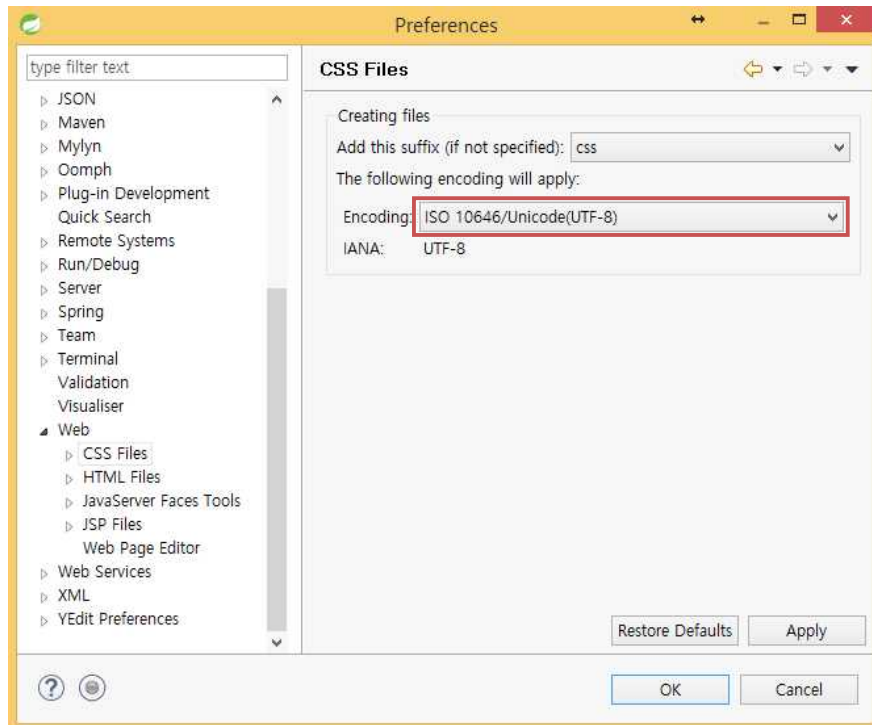 Preferences
type filter text
JSON
Maven
Mylyn
Oomph
Plug-in Development
Quick Search
Remote Systems
Run/Debug
Server
Spring
Team
Terminal
Validation
Visualiser
Web
CSS Files
HTML Files
JavaServer Faces Tools
JSP Files
Web Page Editor
Web Services
XML
YEdit Preferences
CSS Files
Creating files
Add this suffix (if not specified): css
The following encoding will apply:
Encoding: ISO 10646/Unicode(UTF-8)
IANA: UTF-8
Restore Defaults Apply
OK Cancel